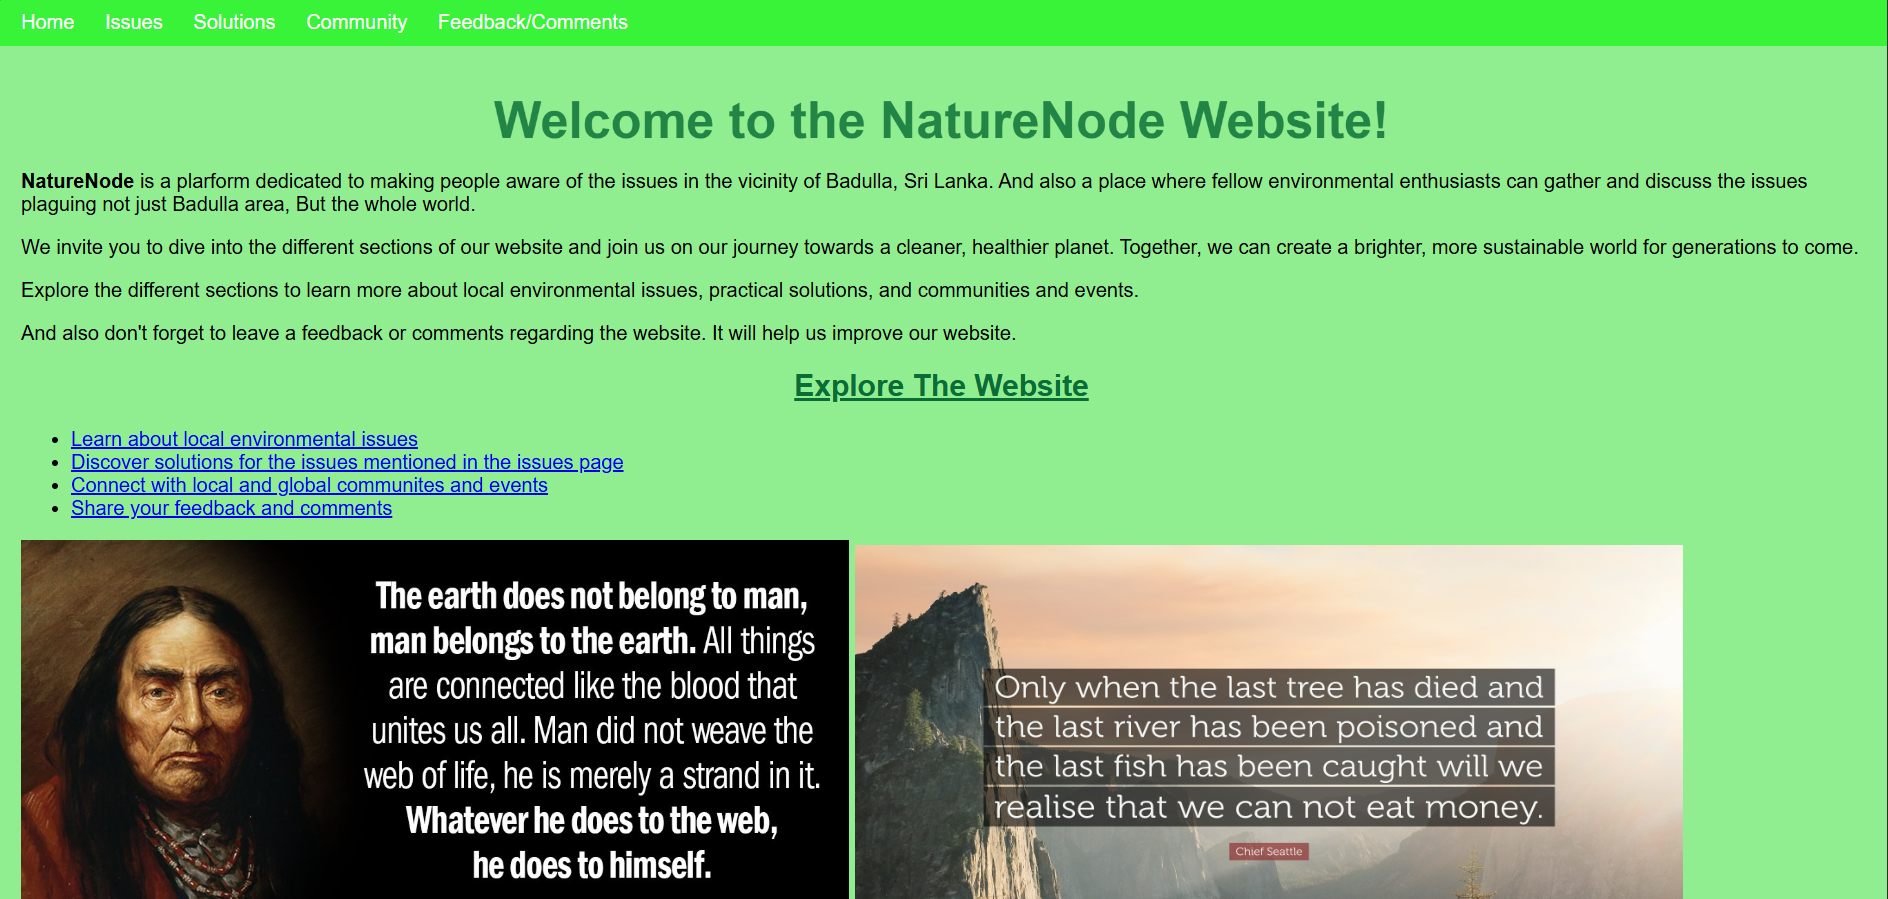 Home Issues Solutions Community Feedback/Comments
Welcome to the NatureNode Website!
NatureNode is a plarform dedicated to making people aware of the issues in the vicinity of Badulla, Sri Lanka. And also a place where fellow environmental enthusiasts can gather and discuss the issues
plaguing not just Badulla area, But the whole world.
We invite you to dive into the different sections of our website and join us on our journey towards a cleaner, healthier planet. Together, we can create a brighter, more sustainable world for generations to come.
Explore the different sections to learn more about local environmental issues, practical solutions, and communities and events.
And also don't forget to leave a feedback or comments regarding the website. It will help us improve our website.
Explore The Website
• Learn about local environmental issues
• Discover solutions for the issues mentioned in the issues page
• Connect with local and global communites and events
• Share your feedback and comments
The earth does not belong to man,
man belongs to the earth. All things
are connected like the blood that
unites us all. Man did not weave the
web of life, he is merely a strand in it.
Whatever he does to the web,
he does to himself.
Only when the last tree has died and
the last river has been poisoned and
the last fish has been caught will we
realise that we can not eat money.
Chief Seattle